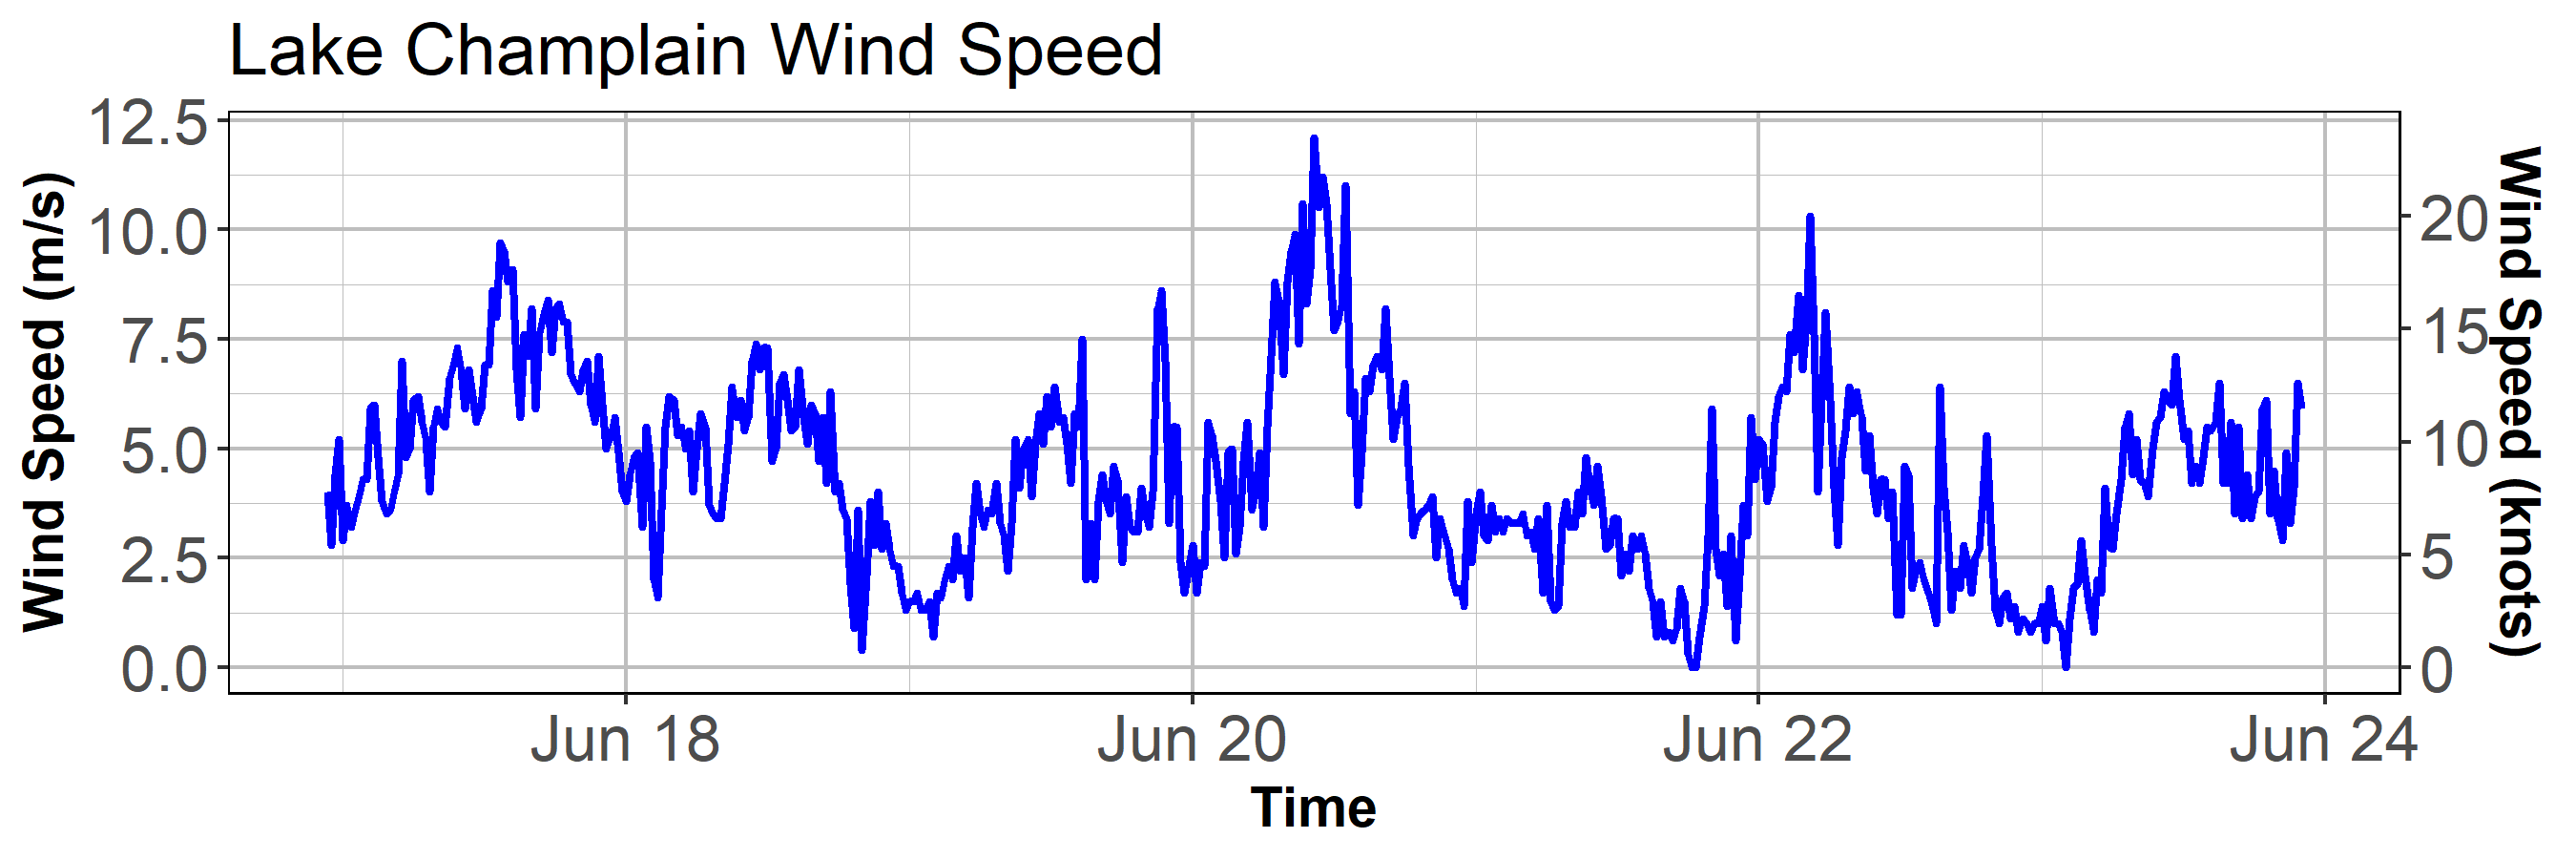 Lake Champlain Wind Speed
Wind Speed (m/s)
12.5
10.0
7.5
5.0
2.5
0.0
20
15
10
5
0
Wind Speed (knots)
Jun 18
Jun 20
Jun 22
Jun 24
Time